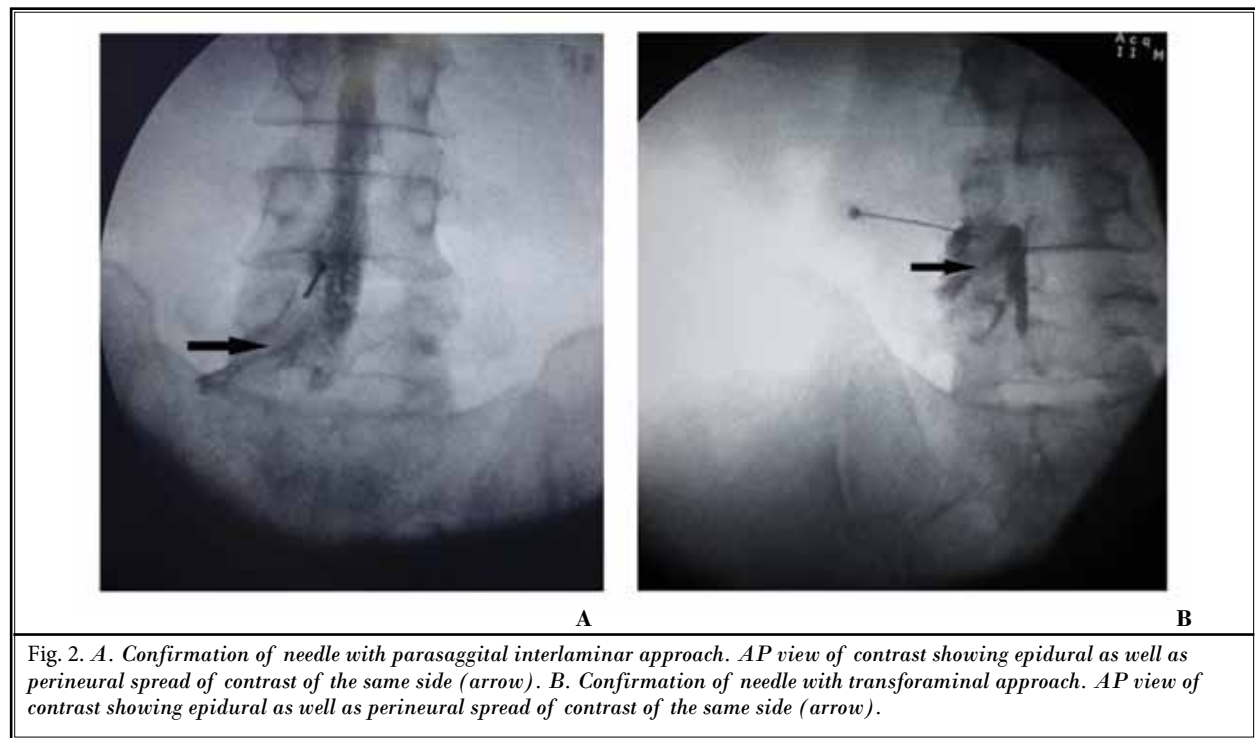 Acq
II M
A
B
Fig. 2. A. Confirmation of needle with parasaggital interlaminar approach. AP view of contrast showing epidural as well as
perineural spread of contrast of the same side (arrow). B. Confirmation of needle with transforaminal approach. AP view of
contrast showing epidural as well as perineural spread of contrast of the same side (arrow).